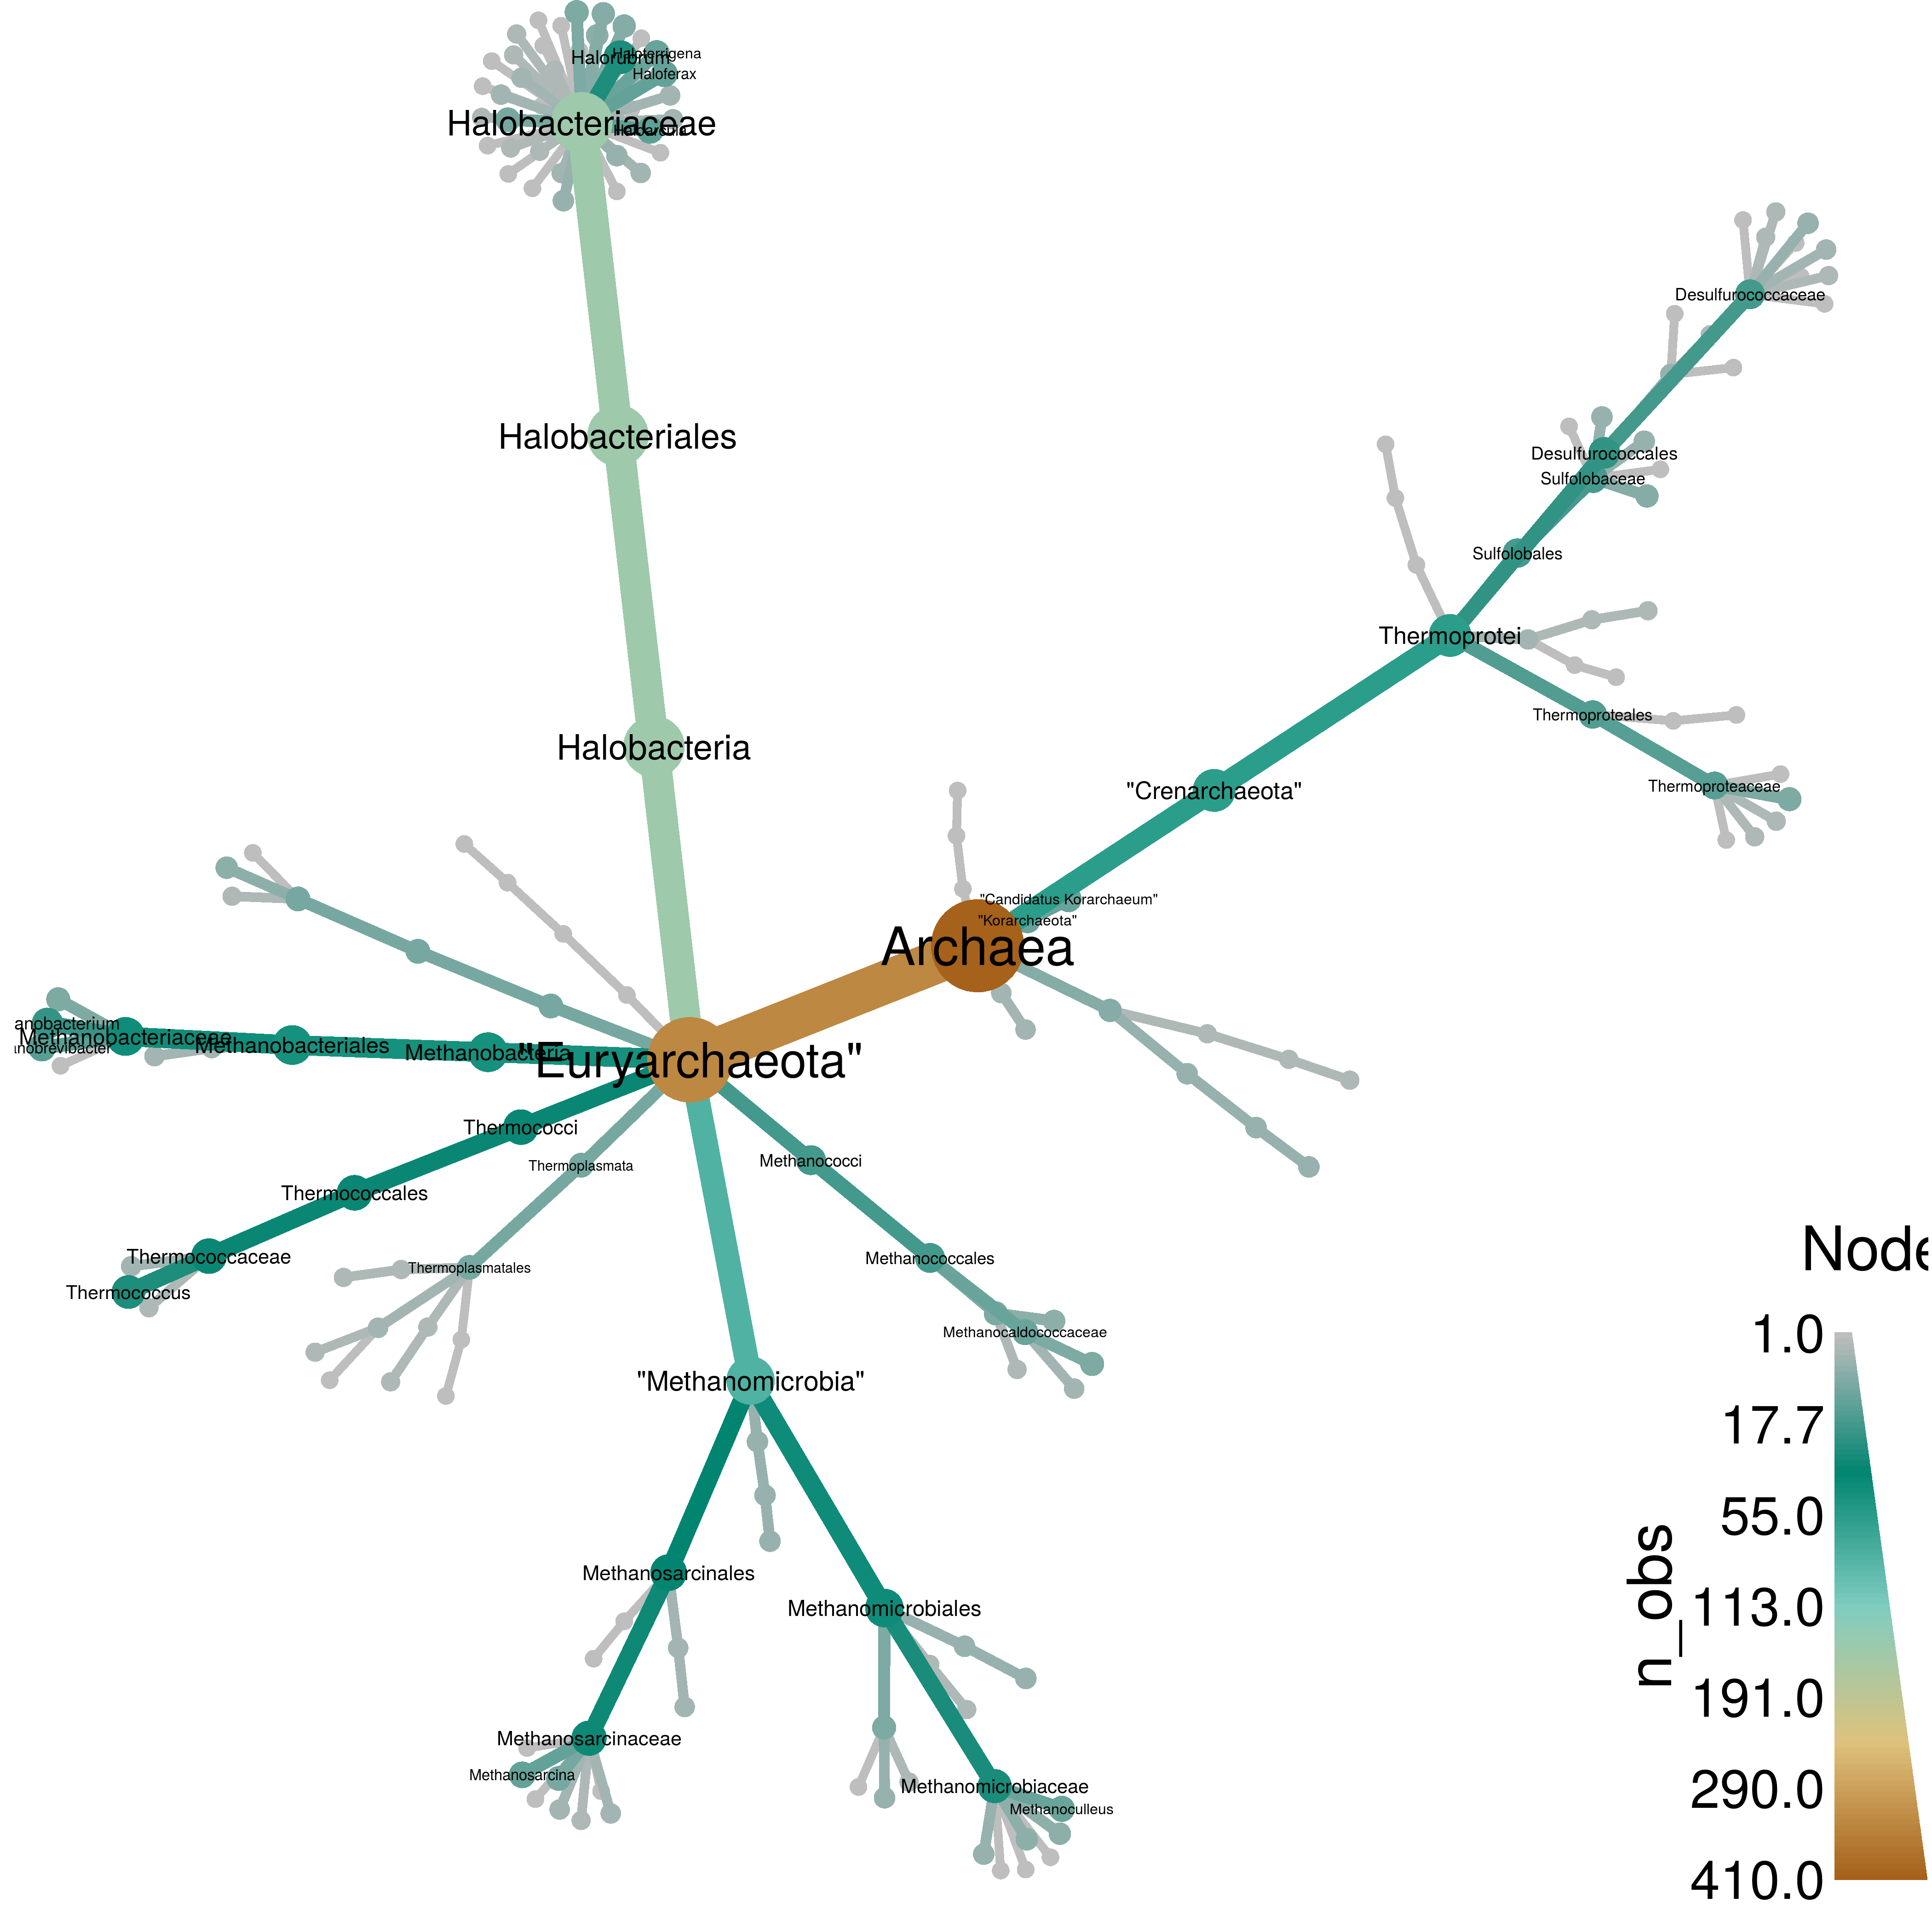 Haloterrigena
Halorubrum
Haloferax
Halobacteriaceae
Haloarcula
Desulfurococcaceae
Halobacteriales
Desulfurococcales
Sulfolobaceae
Sulfolobales
Thermoprotei
Thermoproteales
Halobacteria
Thermoproteaceae
"Crenarchaeota"
"Candidatus Korarchaeum"
"Korarchaeota"
Archaea
anobacterium
Methanobacteriaceae
Methanobacteriales
nobrevibacter
Methanobacteria
"Euryarchaeota"
Thermococci
Thermoplasmata
Methanococci
Thermococcales
Thermococcaceae
Methanococcales
Thermoplasmatales
Thermococcus
Methanocaldococcaceae
"Methanomicrobia"
Methanosarcinales
Methanomicrobiales
Methanosarcinaceae
Methanosarcina
Methanomicrobiaceae
Methanoculleus
Node
1.0
17.7
55.0
113.0
191.0
290.0
410.0
n_obs